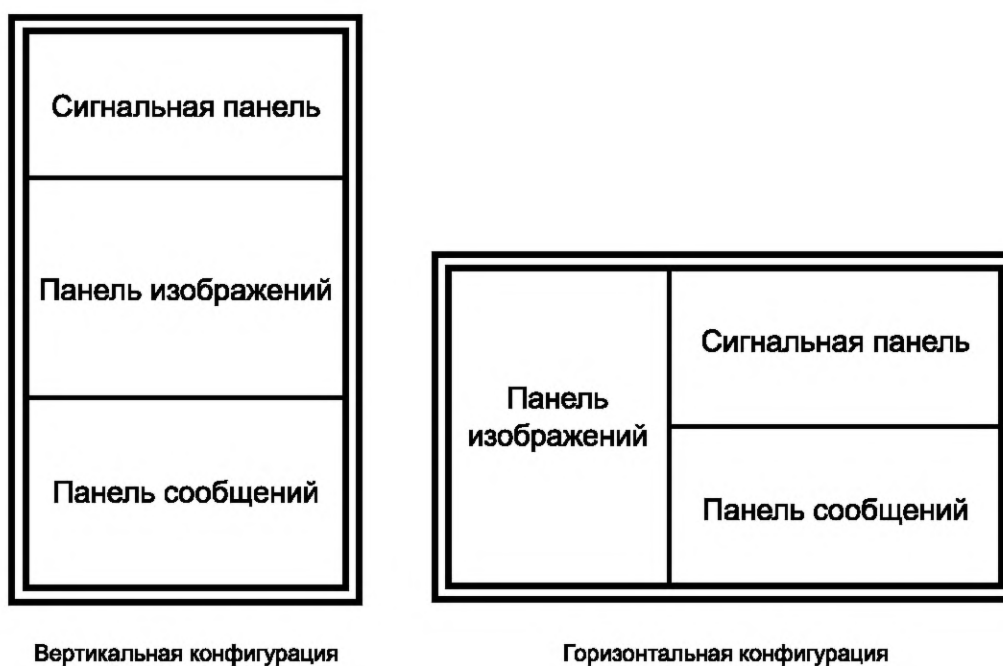 Сигнальная панель
Панель изображений
Панель сообщений
Вертикальная конфигурация
Панель
изображений
Сигнальная панель
Панель сообщений
Горизонтальная конфигурация